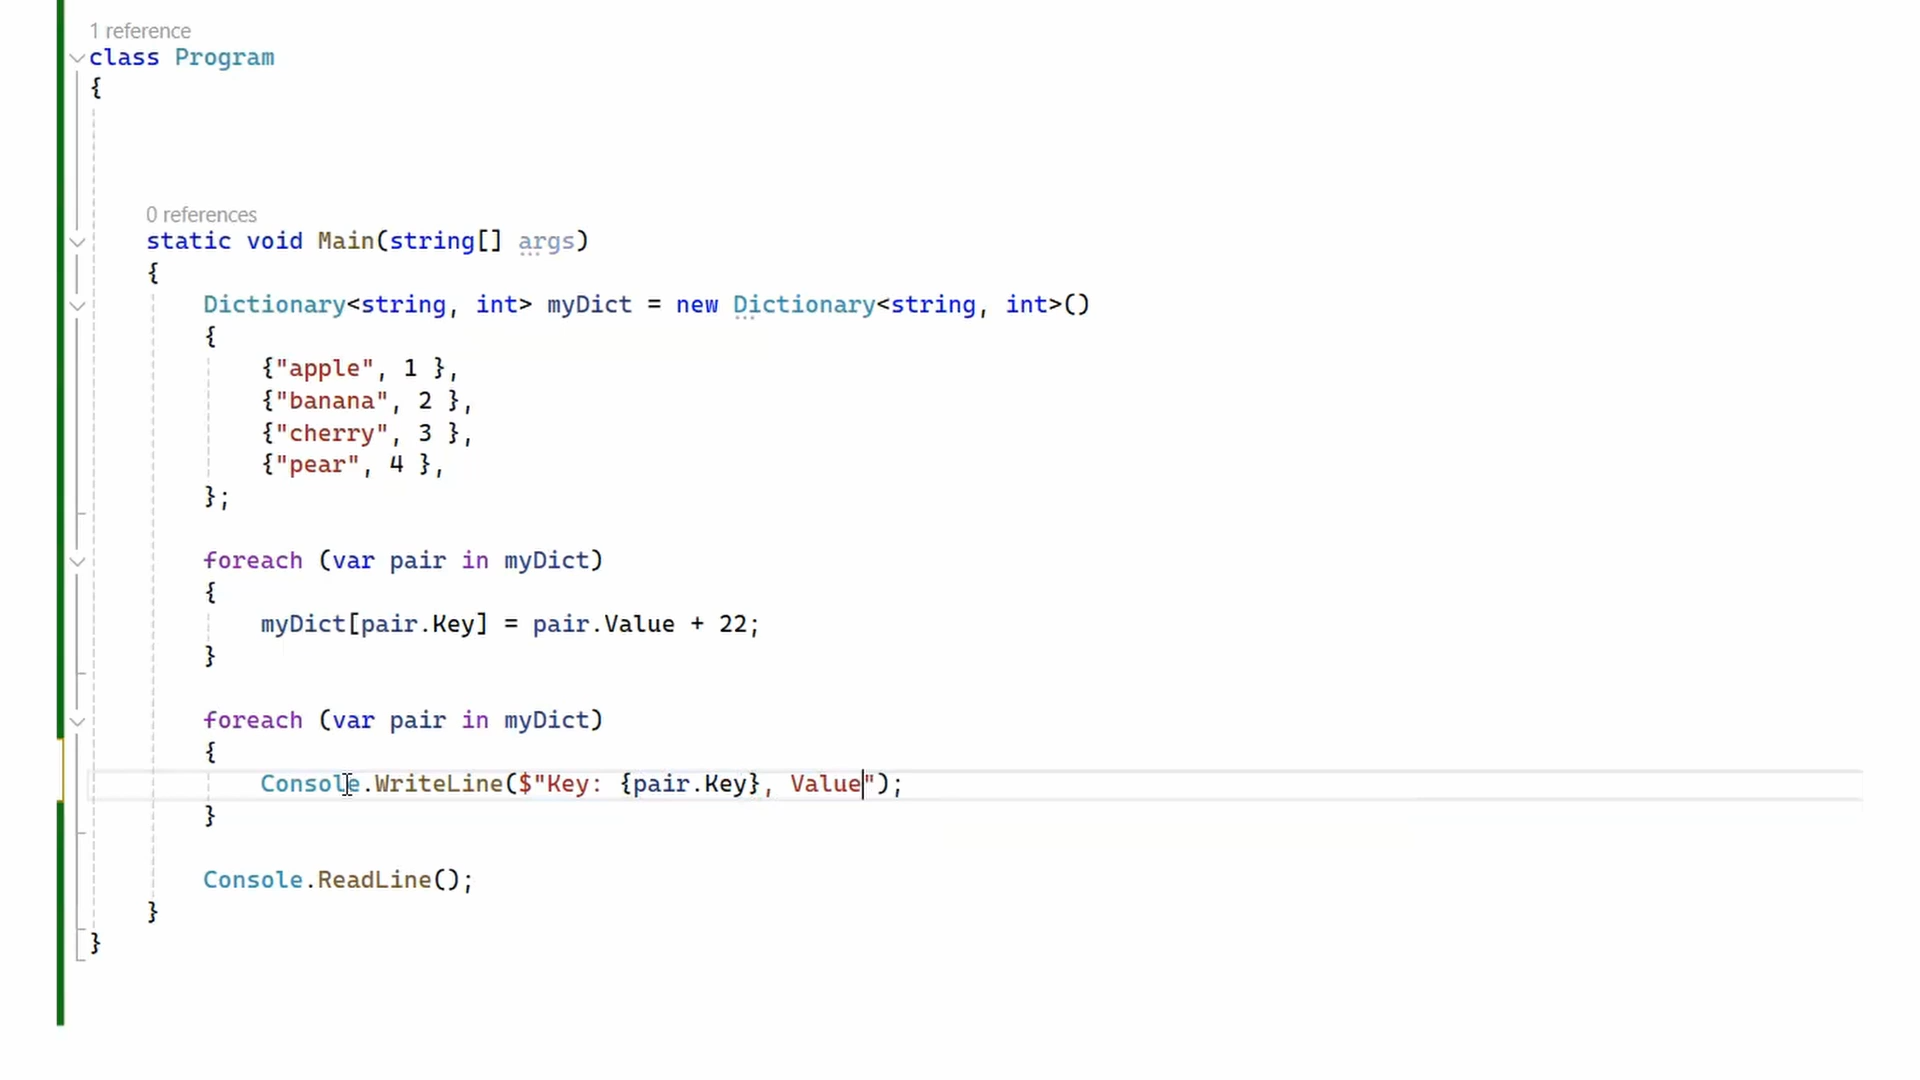 1 reference
class Program
{
0 references
static void Main(string[] args)
{
Dictionary<string, int> myDict = new Dictionary<string, int>()
{
{"apple", 1 },
{"banana", 2 },
{"cherry", 3 },
{"pear", 4 },
};
foreach (var pair in myDict)
{
myDict[pair.Key] = pair.Value + 22;
}
foreach (var pair in myDict)
{
Console.WriteLine($"Key: {pair.Key}, Value");
}
Console.ReadLine();
}
}